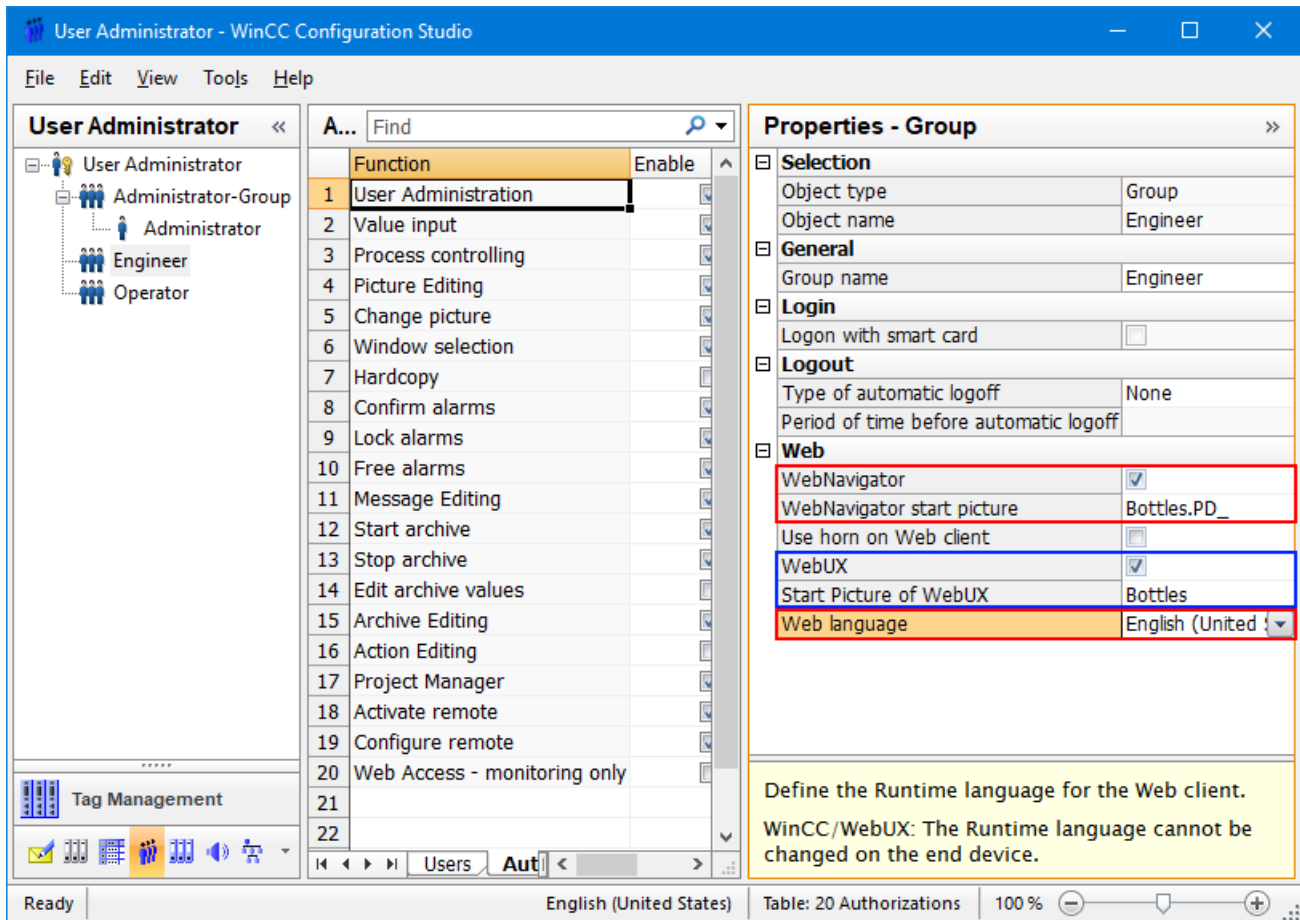 User Administrator - WinCC Configuration Studio
File Edit View Tools Help
User Administrator «
User Administrator
Administrator-Group
Administrator
Engineer
Operator
Tag Management
A... Find
Function Enable
1 User Administration
2 Value input
3 Process controlling
4 Picture Editing
5 Change picture
6 Window selection
7 Hardcopy
8 Confirm alarms
9 Lock alarms
10 Free alarms
11 Message Editing
12 Start archive
13 Stop archive
14 Edit archive values
15 Archive Editing
16 Action Editing
17 Project Manager
18 Activate remote
19 Configure remote
20 Web Access - monitoring only
21
22
Users Aut
Properties - Group »
Selection
Object type Group
Object name Engineer
General
Group name Engineer
Login
Logon with smart card
Logout
Type of automatic logoff None
Period of time before automatic logoff
Web
WebNavigator
WebNavigator start picture Bottles.PD_
Use horn on Web client
WebUX
Start Picture of WebUX Bottles
Web language English (United S
Define the Runtime language for the Web client.
WinCC/WebUX: The Runtime language cannot be
changed on the end device.
Ready English (United States) Table: 20 Authorizations 100 %